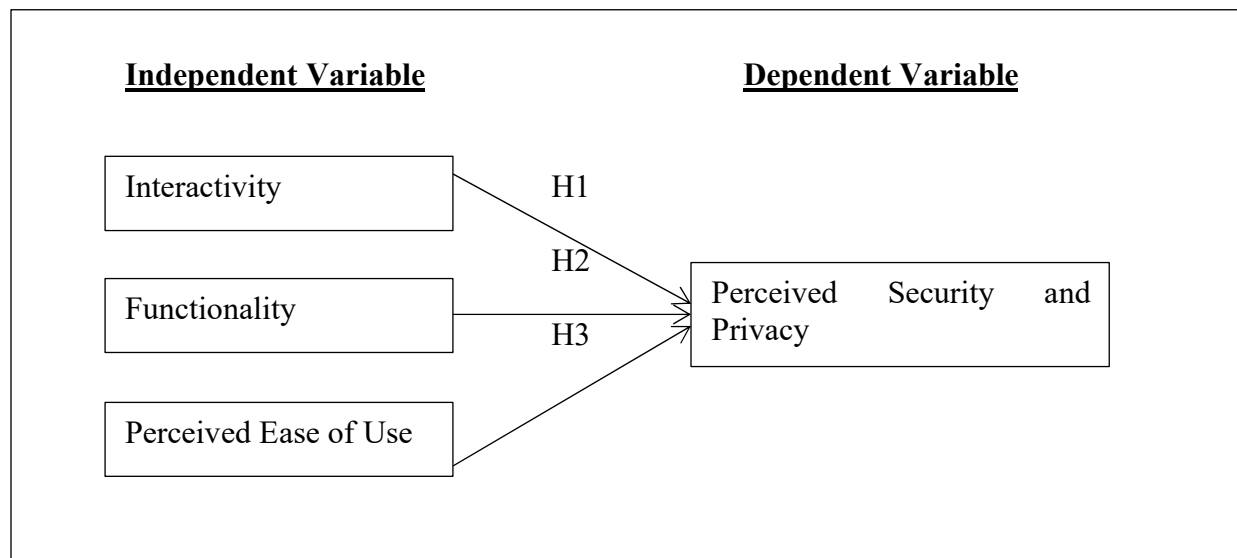 Independent Variable
Dependent Variable
Interactivity
H1
H2
Functionality
Perceived Security and
Privacy
H3
Perceived Ease of Use